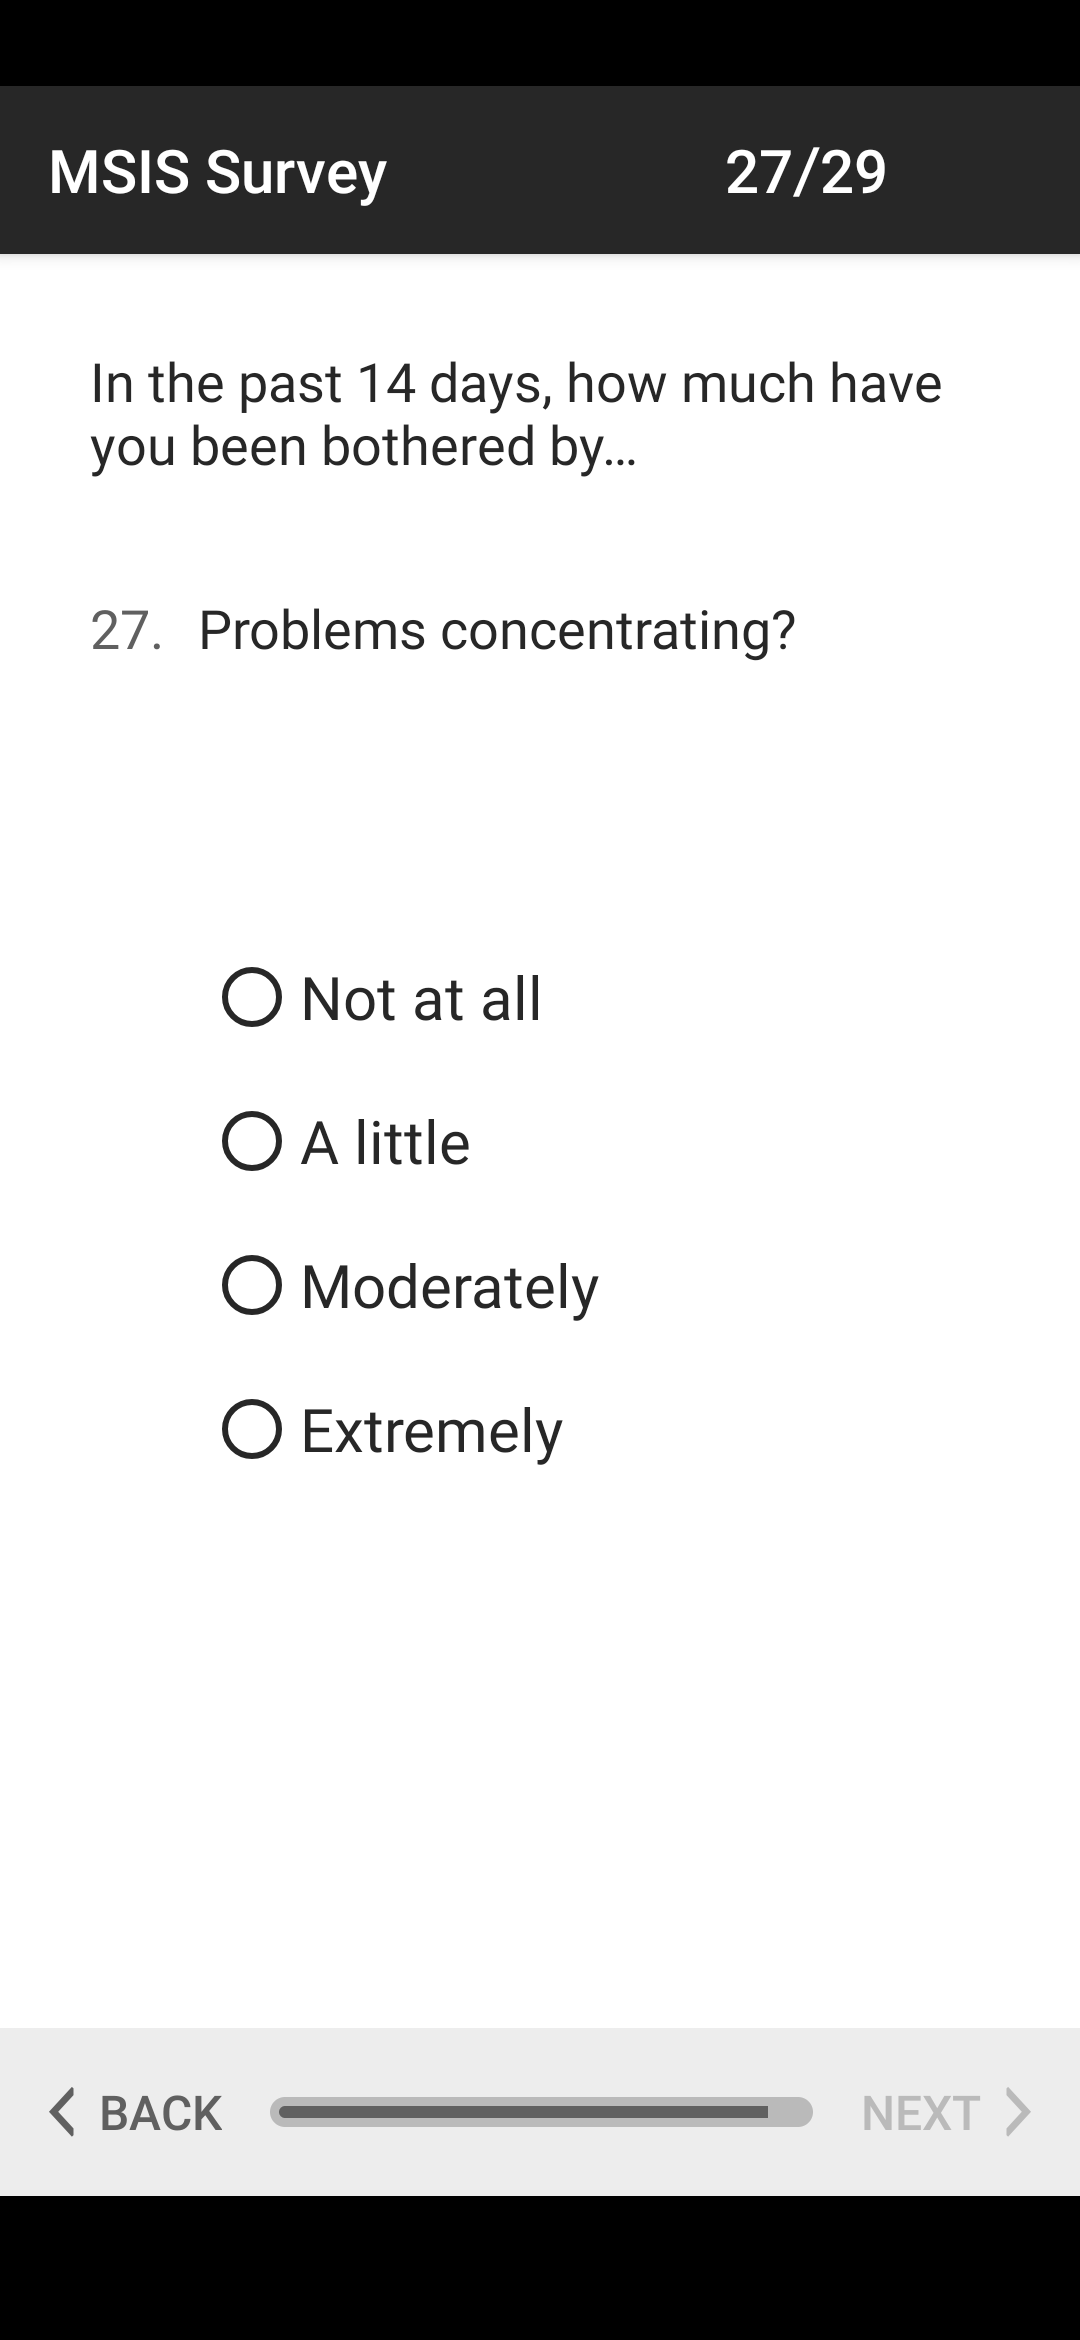 MSIS Survey 27/29
In the past 14 days, how much have
you been bothered by...
27. Problems concentrating?
Not at all
A little
Moderately
Extremely
BACK NEXT